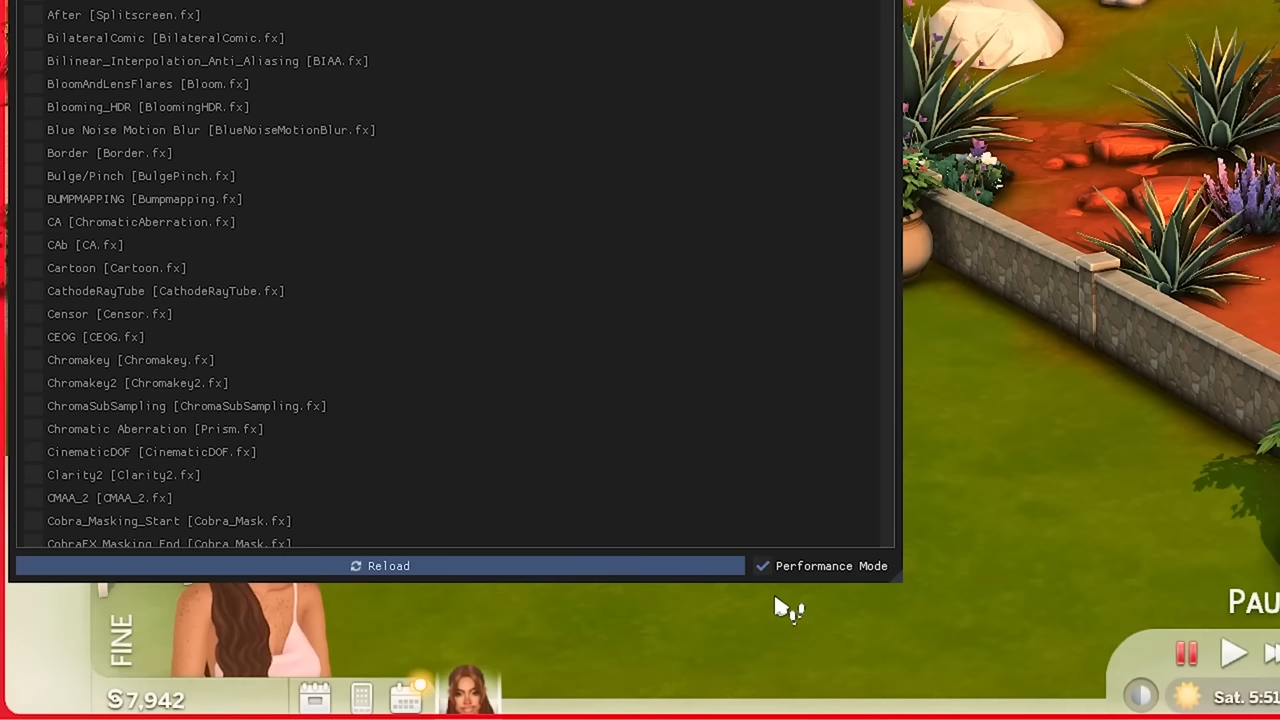 After [Splitscreen.fx]
BilateralComic [BilateralComic.fx]
Bilinear_Interpolation_Anti_Aliasing [BIAA.fx]
BloomAndLensFlares [Bloom.fx]
Blooming_HDR [BloomingHDR.fx]
Blue Noise Motion Blur [BlueNoiseMotionBlur.fx]
Border [Border.fx]
Bulge/Pinch [BulgePinch.fx]
BUMPMAPPING [Bumpmapping.fx]
CA [ChromaticAberration.fx]
CAb [CA.fx]
Cartoon [Cartoon.fx]
CathodeRayTube [CathodeRayTube.fx]
Censor [Censor.fx]
CEOG [CEOG.fx]
Chromakey [Chromakey.fx]
Chromakey2 [Chromakey2.fx]
ChromaSubSampling [ChromaSubSampling.fx]
Chromatic Aberration [Prism.fx]
CinematicDOF [CinematicDOF.fx]
Clarity2 [Clarity2.fx]
CMAA_2 [CMAA_2.fx]
Cobra_Masking_Start [Cobra_Mask.fx]
CobraFX_Masking_End [Cobra_Mask.fx]
Reload
Performance Mode
FINE
§7,942
PAU
Sat. 5:51